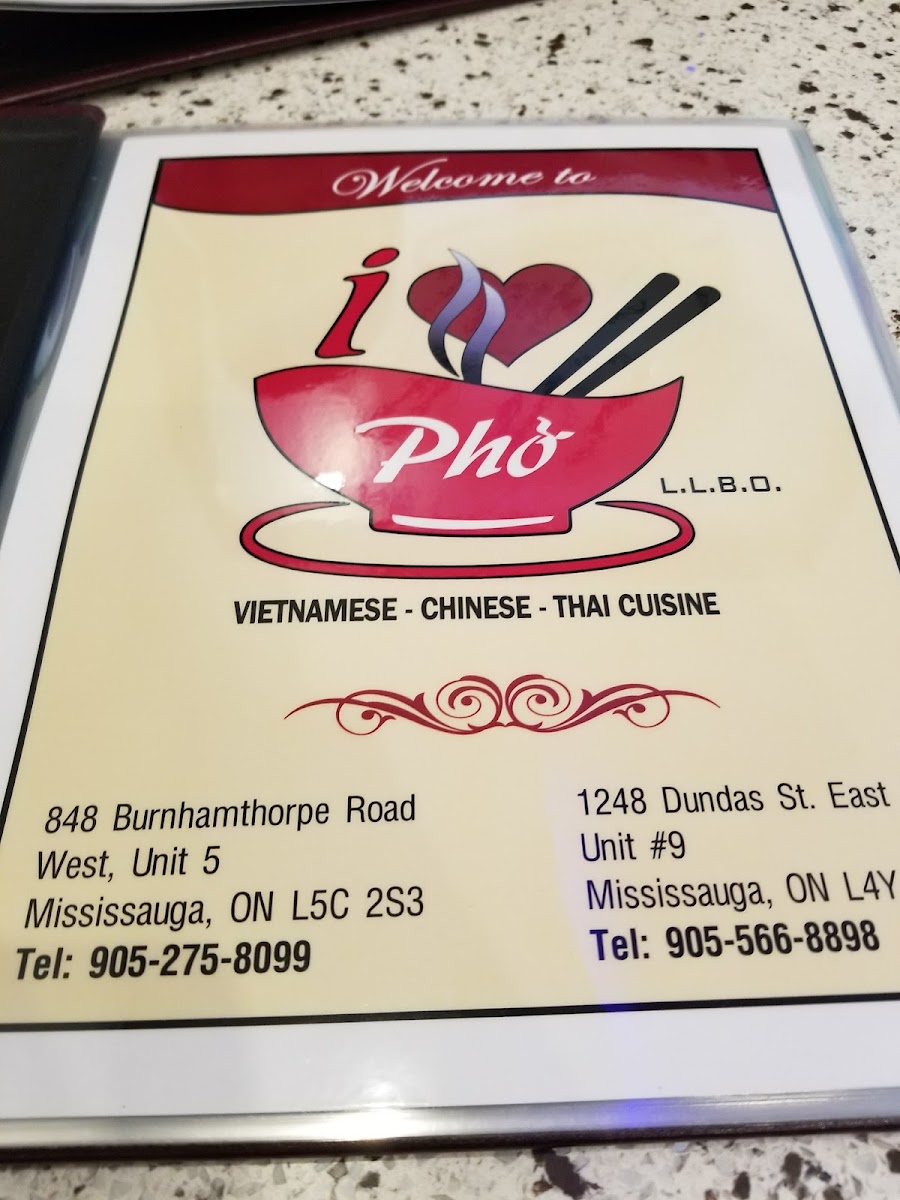 Welcome to
i
Phở
L.L.B.O.
VIETNAMESE - CHINESE - THAI CUISINE
848 Burnhamthorpe Road
West, Unit 5
Mississauga, ON L5C 2S3
Tel: 905-275-8099
1248 Dundas St. East
Unit #9
Mississauga, ON L4Y
Tel: 905-566-8898